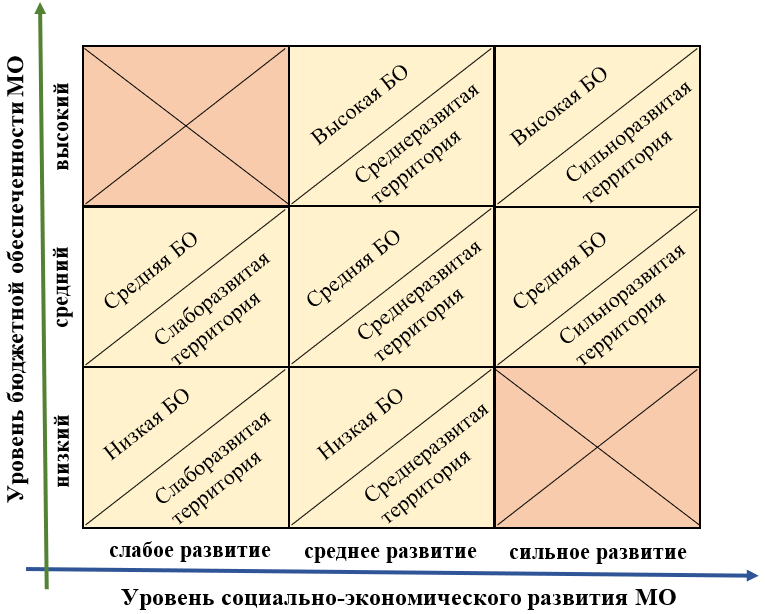 Уровень бюджетной обеспеченности МО
высокий
Высокая БО
Среднеразвитая
территория
Высокая БО
Сильноразвитая
территория
средний
Средняя БО
Слаборазвитая
территория
Средняя БО
Среднеразвитая
территория
Средняя БО
Сильноразвитая
территория
низкий
Низкая БО
Слаборазвитая
территория
Низкая БО
Среднеразвитая
территория
слабое развитие
среднее развитие
сильное развитие
Уровень социально-экономического развития МО